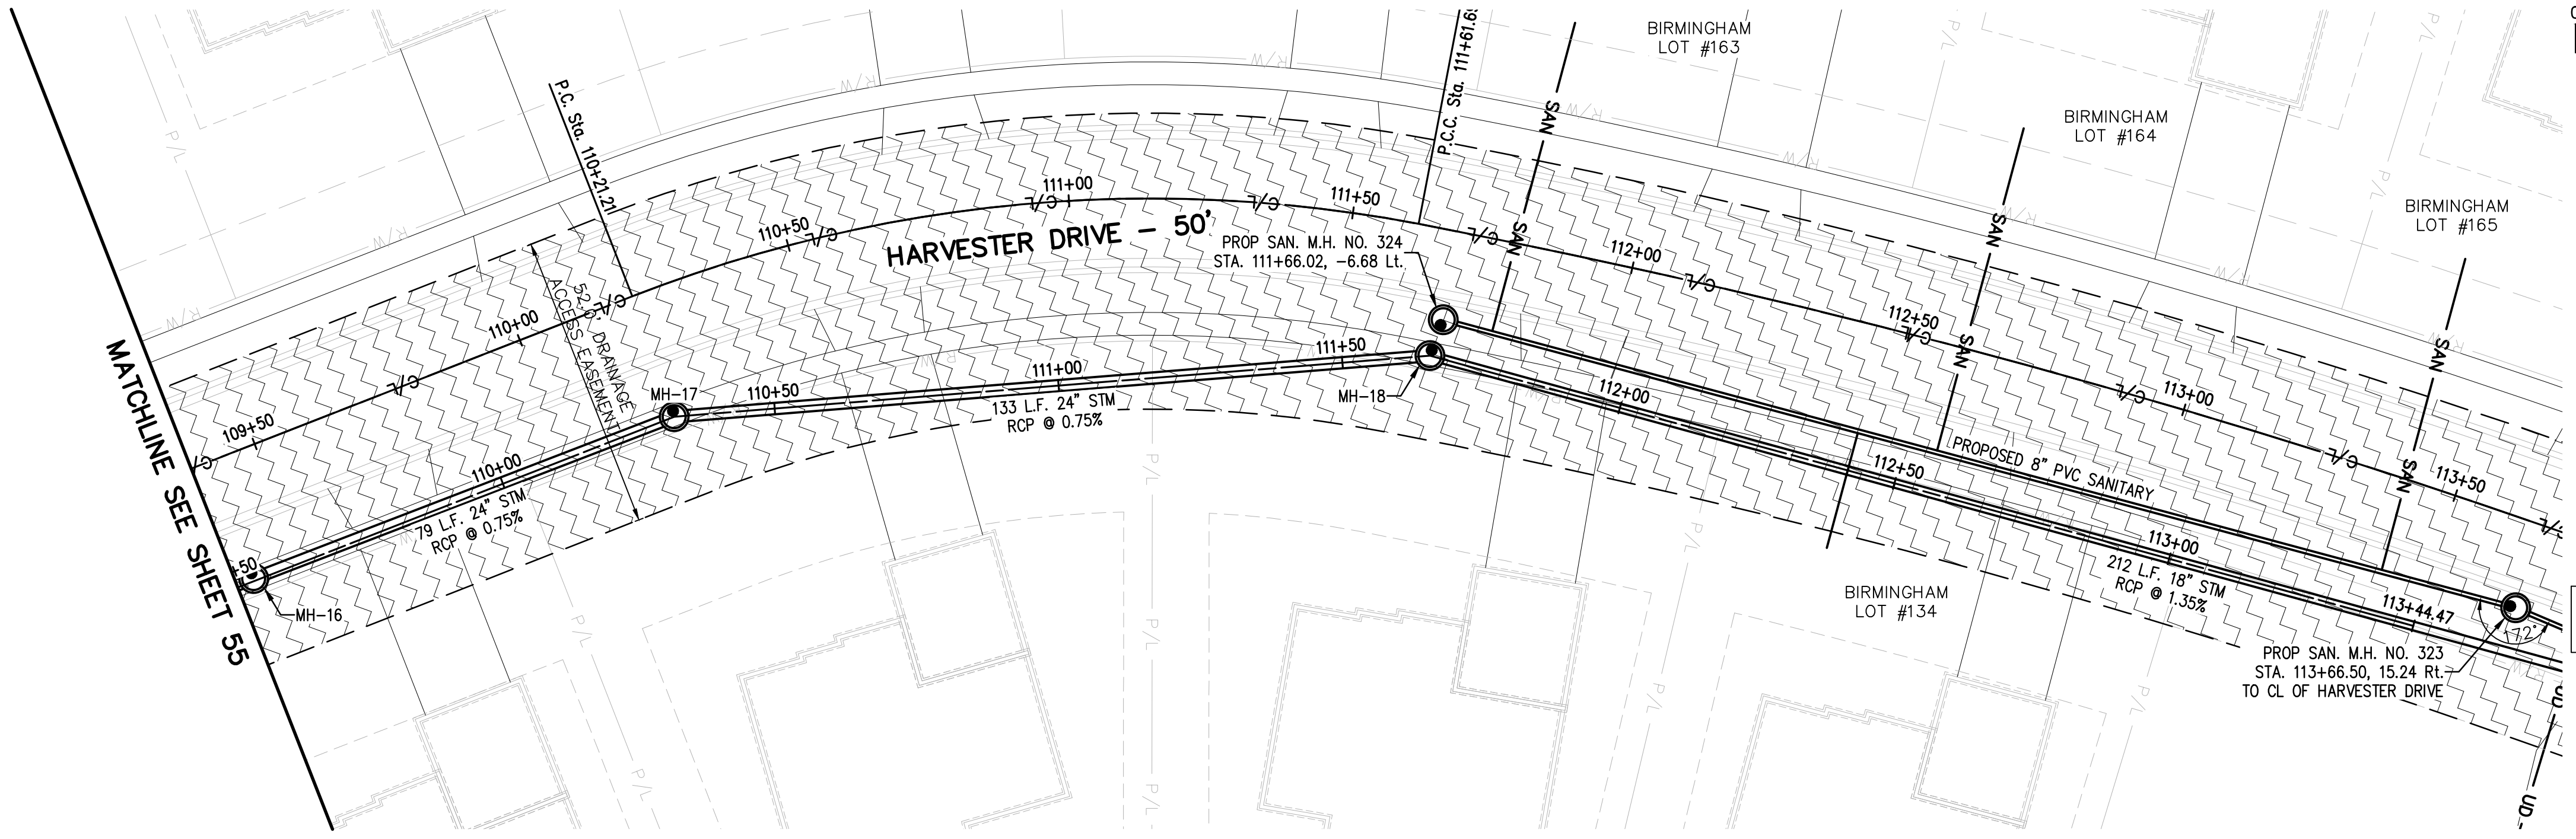 BIRMINGHAM
LOT #163
BIRMINGHAM
LOT #164
BIRMINGHAM
LOT #165
P.C. Sta. 110+21.21
P.C.C. Sta. 111+61.6
SAN
SAN
SAN
SAN
SAN
SAN
R/W
R/W
R/W
R/W
R/W
R/W
R/W
R/W
P/L
P/L
P/L
P/L
109+50
110+00
110+50
111+00
111+50
112+00
112+50
113+00
113+50
C/L
C/L
C/L
C/L
C/L
C/L
C/L
C/L
C/L
C/L
HARVESTER DRIVE – 50'
52.0' DRAINAGE
ACCESS EASEMENT
PROP SAN. M.H. NO. 324
STA. 111+66.02, -6.68 Lt.
MATCHLINE SEE SHEET 55
+50
MH-16
110+00
79 L.F. 24" STM
RCP @ 0.75%
MH-17
110+50
111+00
111+50
133 L.F. 24" STM
RCP @ 0.75%
MH-18
112+00
112+50
113+00
113+44.47
PROPOSED 8" PVC SANITARY
212 L.F. 18" STM
RCP @ 1.35%
BIRMINGHAM
LOT #134
172°
PROP SAN. M.H. NO. 323
STA. 113+66.50, 15.24 Rt.
TO CL OF HARVESTER DRIVE
P/L
P/L
P/L
P/L
P/L
P/L
P/L
P/L
P/L
UD
UD